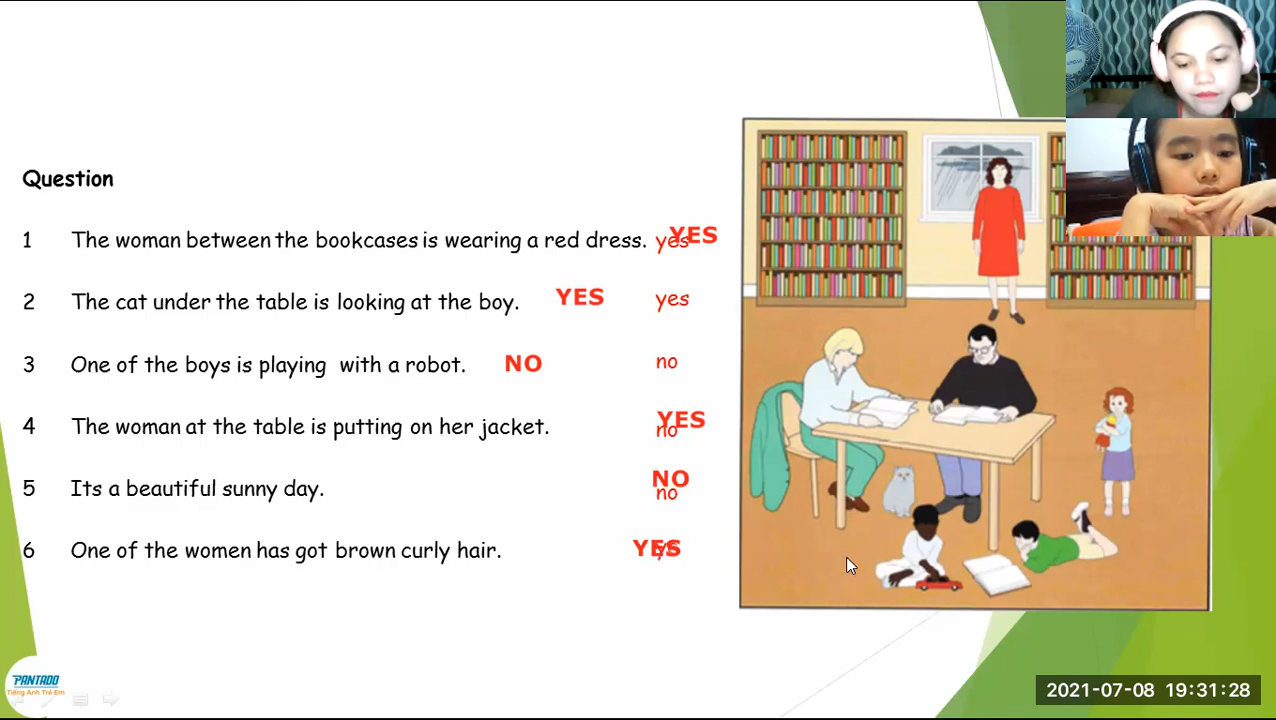 Question
1 The woman between the bookcases is wearing a red dress. yes YES
2 The cat under the table is looking at the boy. YES yes
3 One of the boys is playing with a robot. NO no
4 The woman at the table is putting on her jacket. YES no
5 Its a beautiful sunny day. NO no
6 One of the women has got brown curly hair. YES
PANTADO
Tiếng Anh Trẻ Em
2021-07-08 19:31:28